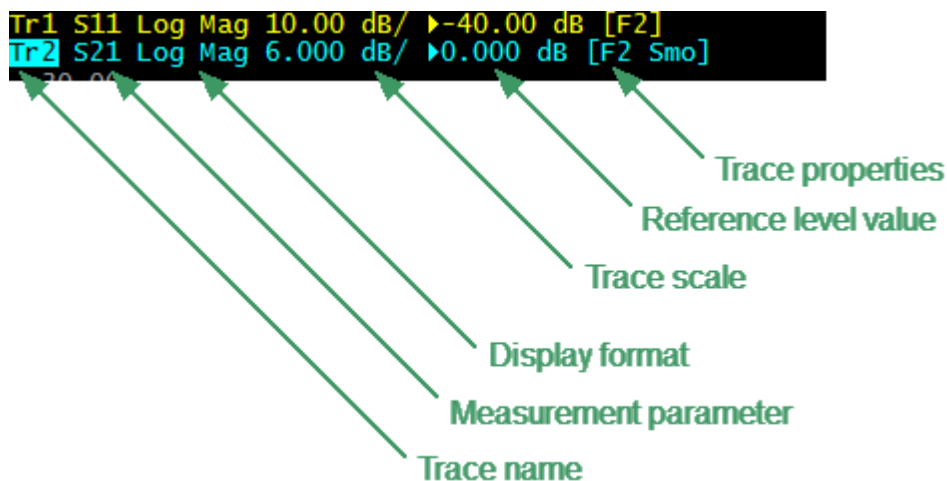 Tr1 S11 Log Mag 10.00 dB/ ▶-40.00 dB [F2]
Tr2 S21 Log Mag 6.000 dB/ ▶0.000 dB [F2 Smo]
Trace properties
Reference level value
Trace scale
Display format
Measurement parameter
Trace name